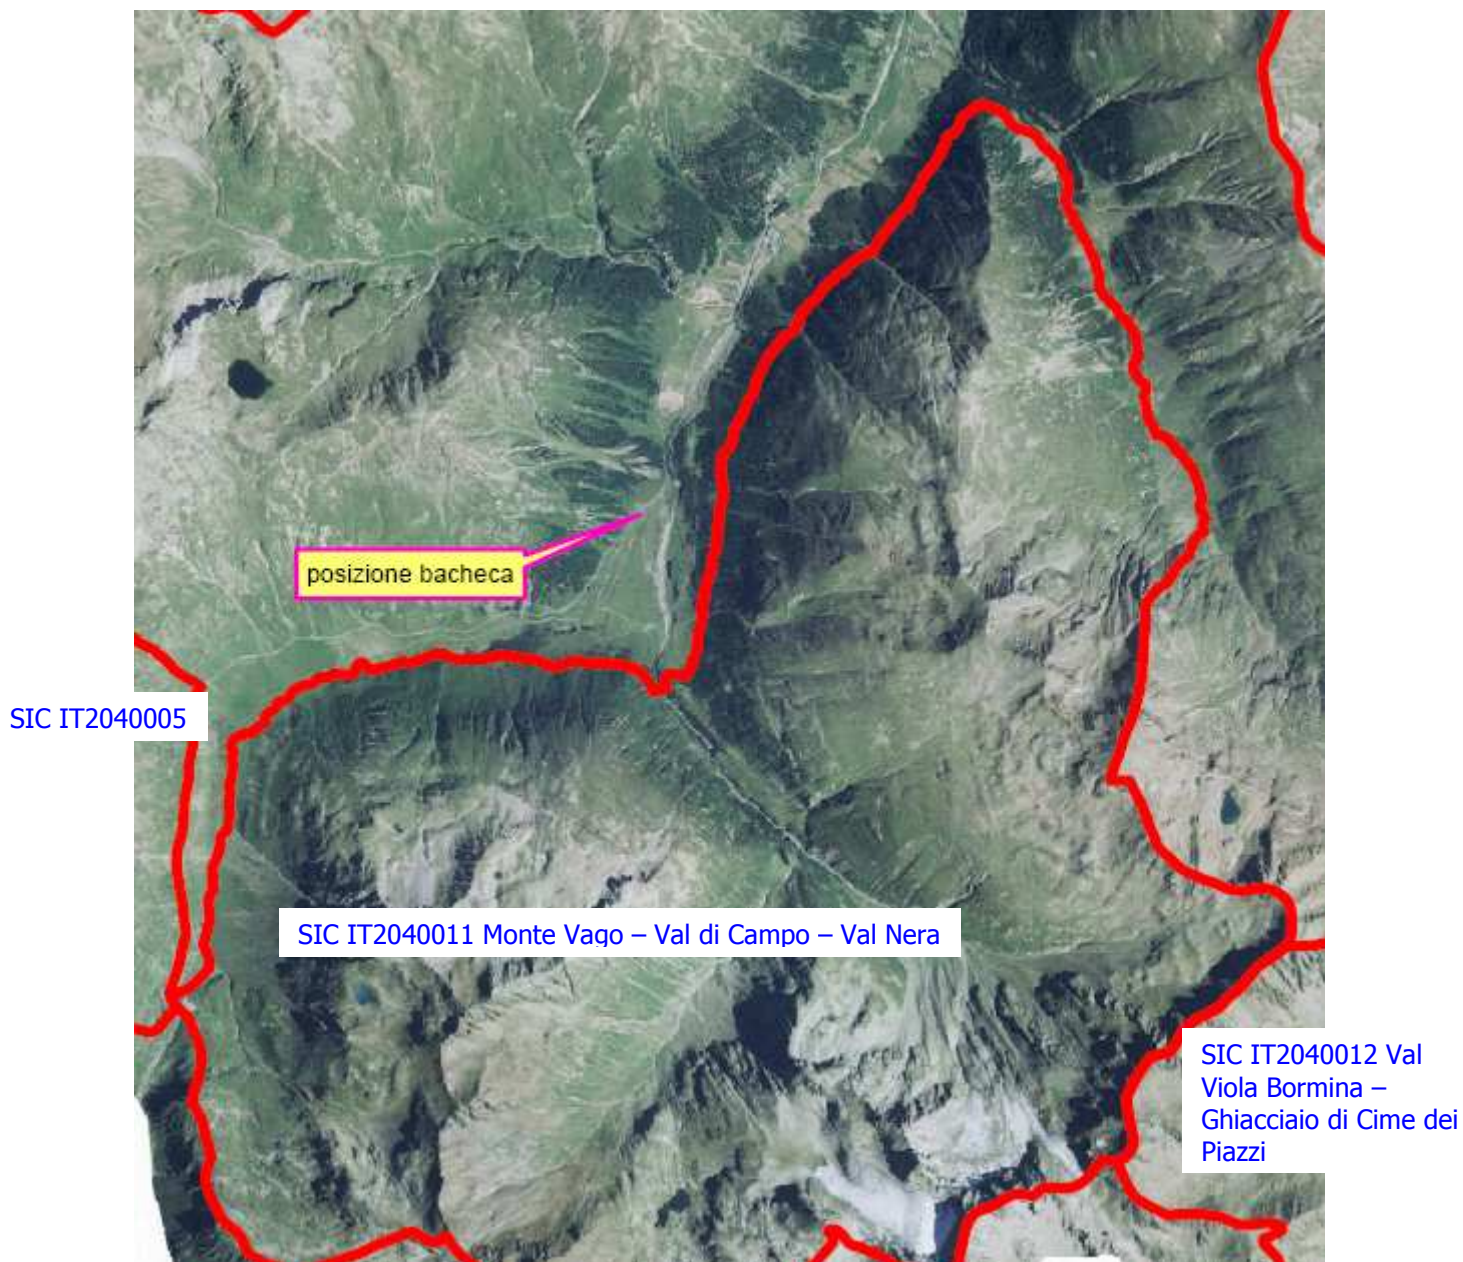 posizione bacheca
SIC IT2040005
SIC IT2040011 Monte Vago – Val di Campo – Val Nera
SIC IT2040012 Val
Viola Bormina –
Ghiacciaio di Cime dei
Piazzi